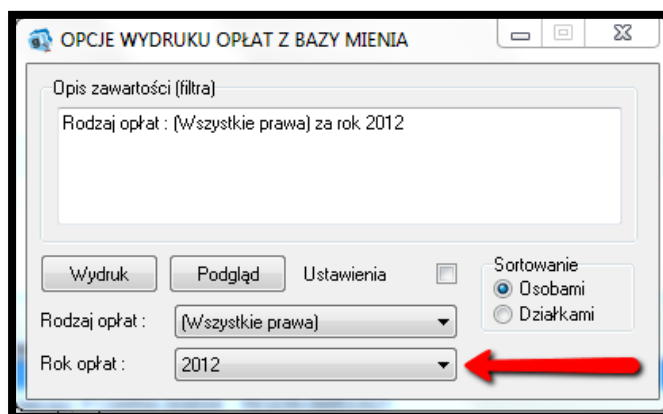 OPCJE WYDRUKU OPŁAT Z BAZY MIENIA
Opis zawartości (filtra)
Rodzaj opłat : (Wszystkie prawa) za rok 2012
Wydruk Podgląd Ustawienia
Sortowanie
Osobami
Działkami
Rodzaj opłat : (Wszystkie prawa)
Rok opłat : 2012